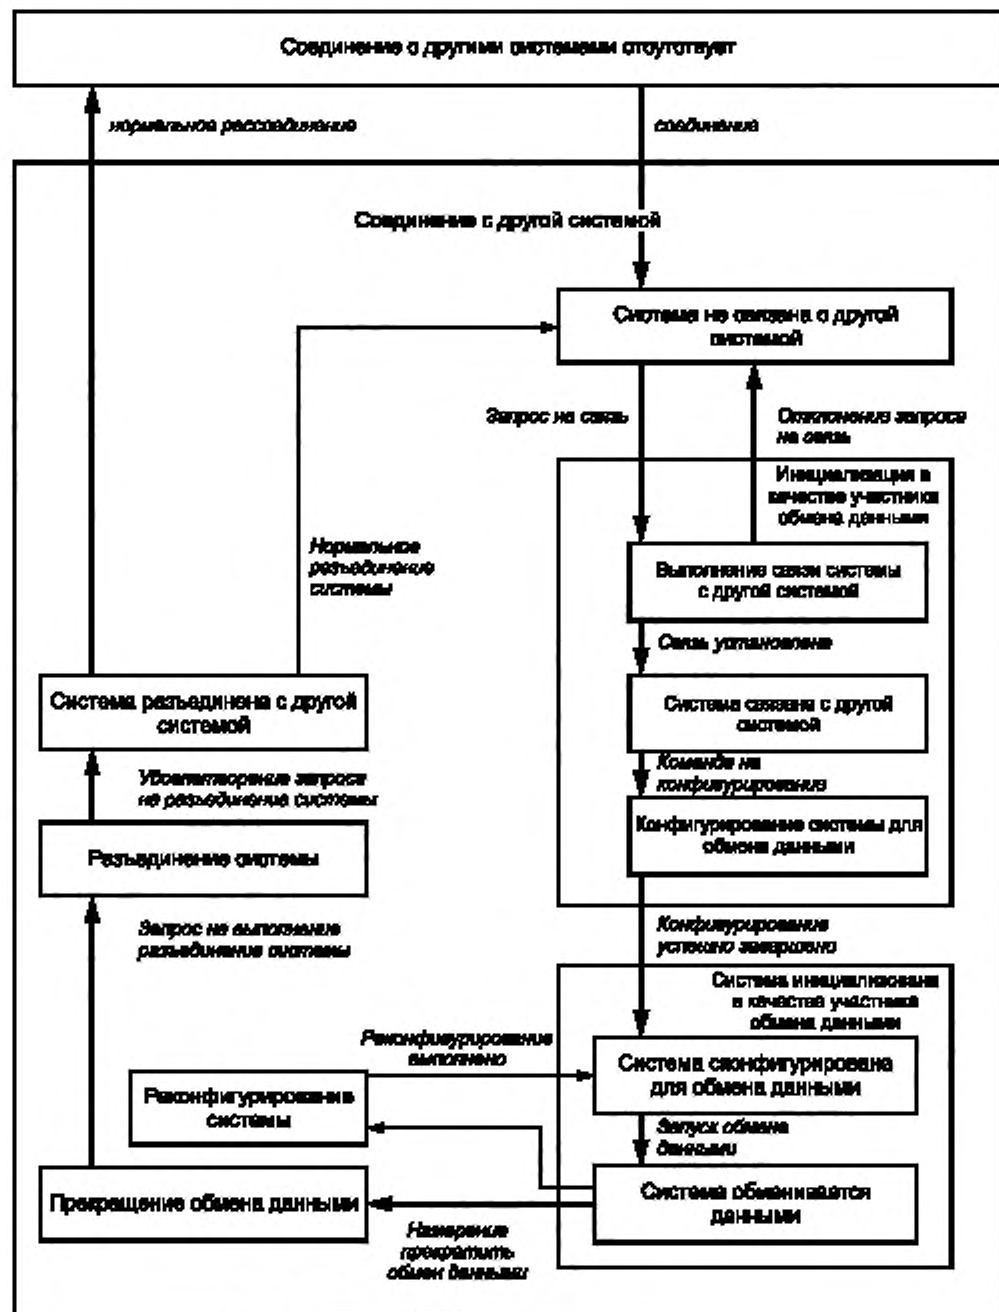 Соединение с другими системами отсутствует
нормальное рассоединение
соединение
Соединение с другой системой
Система не связана с другой
системой
Запрос на связь
Отклонение запроса
на связь
Инициализация в
качестве участника
обмена данными
Нормальное
разъединение
системы
Выполнение связи системы
с другой системой
Связь установлена
Система разъединена с другой
системой
Система связана с другой
системой
Команда на
конфигурирование
Удовлетворение запроса
на разъединение системы
Конфигурирование системы для
обмена данными
Разъединение системы
Запрос на выполнение
разъединения системы
Конфигурирование
успешно завершено
Система инициализована
в качестве участника
обмена данными
Реконфигурирование
выполнено
Система сконфигурирована
для обмена данными
Реконфигурирование
системы
Запуск обмена
данными
Прекращение обмена данными
Система обменивается
данными
Намерение
прекратить
обмен данными